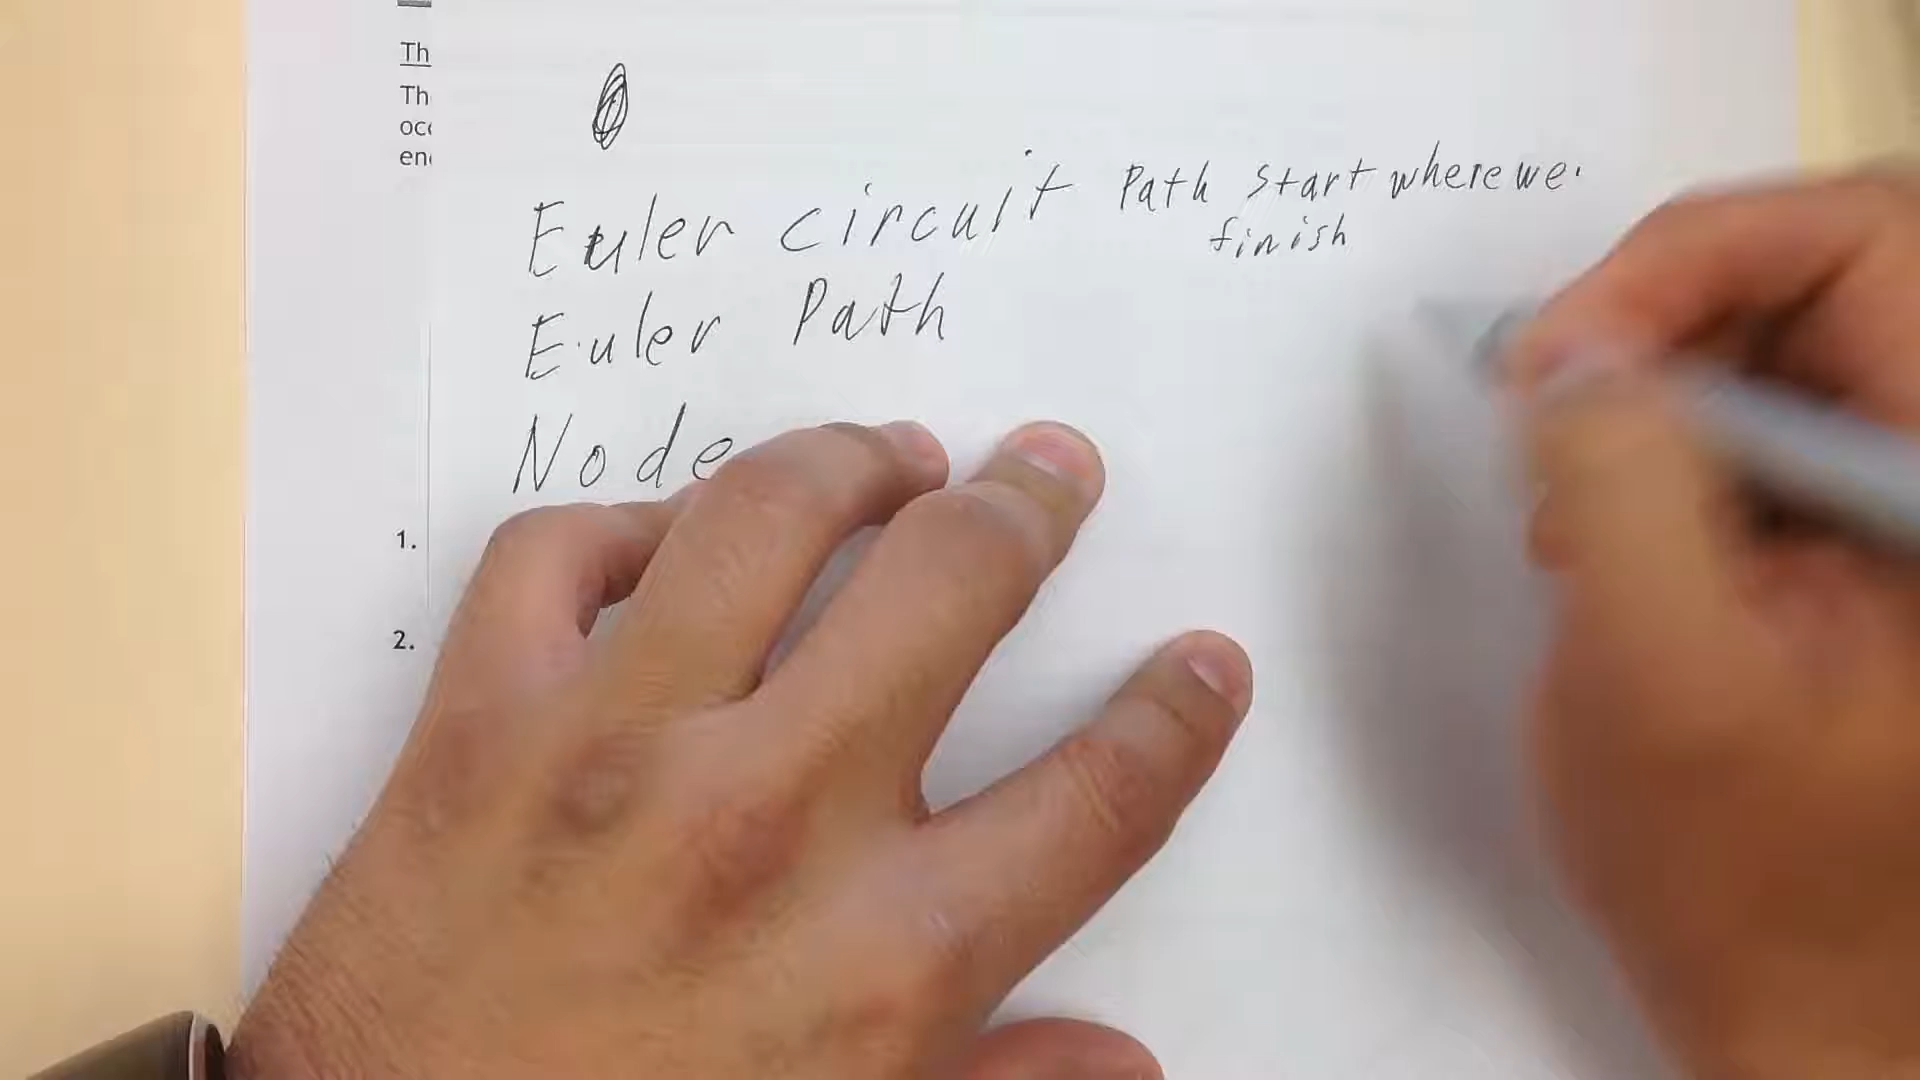 Th
Th
oc
en
Euler circuit Path start where we
finish
Euler Path
Node
1.
2.